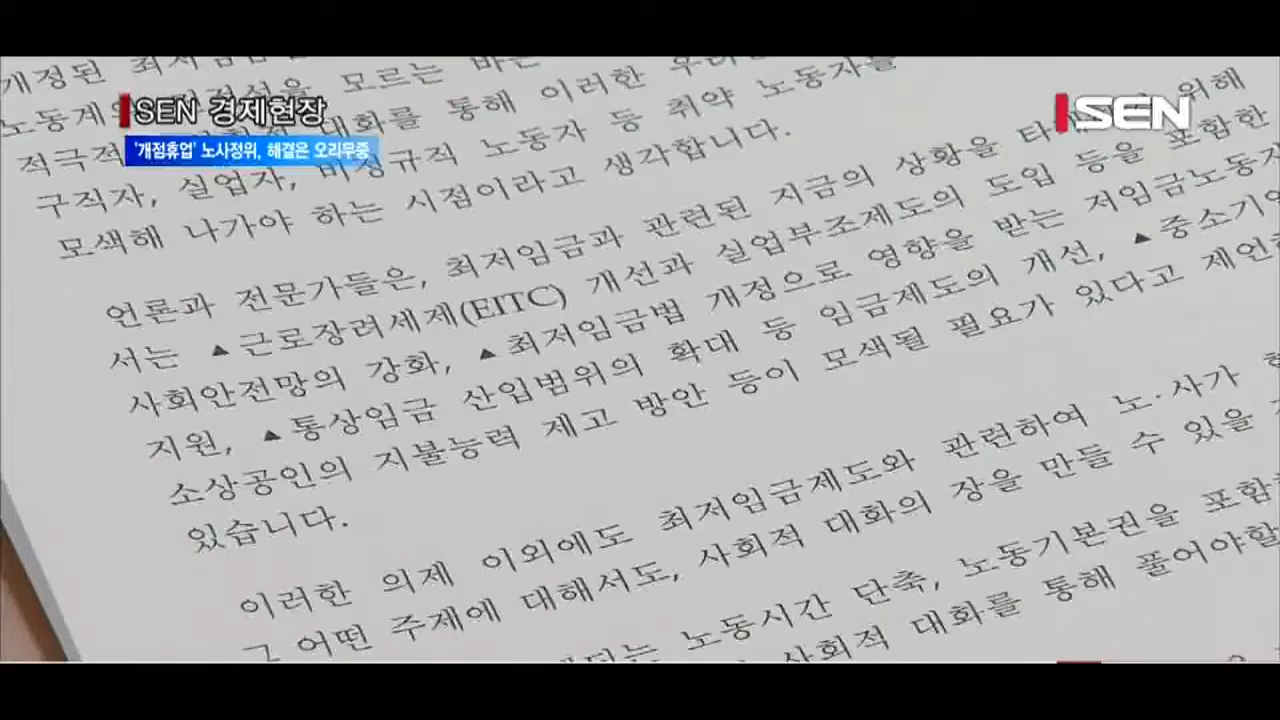 SEN 경제현장
'개점휴업' 노사정위, 해결은 오리무중
SEN
개정된
노동계의 모르는
적극적 대화를 통해 이러한
구직자, 실업자, 비정규직 노동자 등 취약 노동자를
모색해 나가야 하는 시점이라고 생각합니다.
언론과 전문가들은, 최저임금과 관련된 지금의 상황을 위해
서는 ▲근로장려세제(EITC) 개선과 실업부조제도의 도입 등을 포함한
사회안전망의 강화, ▲최저임금법 개정으로 영향을 받는 저임금노동자
지원, ▲통상임금 산입범위의 확대 등 임금제도의 개선, ▲중소기업
소상공인의 지불능력 제고 방안 등이 모색될 필요가 있다고
있습니다.
이러한 의제 이외에도 최저임금제도와 관련하여 노·사가
그 어떤 주제에 대해서도, 사회적 대화의 장을 만들 수 있을
노동시간 단축, 노동기본권을
사회적 대화를 통해 풀어야할